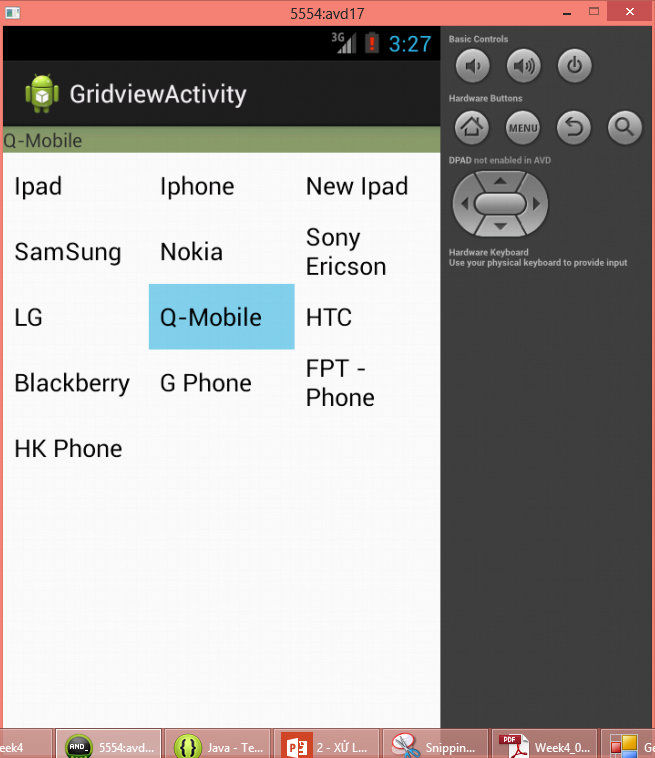 5554:avd17
3G 3:27
GridviewActivity
Q-Mobile
Ipad
Iphone
New Ipad
SamSung
Nokia
Sony
Ericson
LG
Q-Mobile
HTC
Blackberry
G Phone
FPT -
Phone
HK Phone
Basic Controls
Hardware Buttons
MENU
DPAD not enabled in AVD
Hardware Keyboard
Use your physical keyboard to provide input
eek4
AND_
5554:avd...
Java - Te...
P
2 - XỬ L...
Snippin...
PDF
Week4_0...
Ge